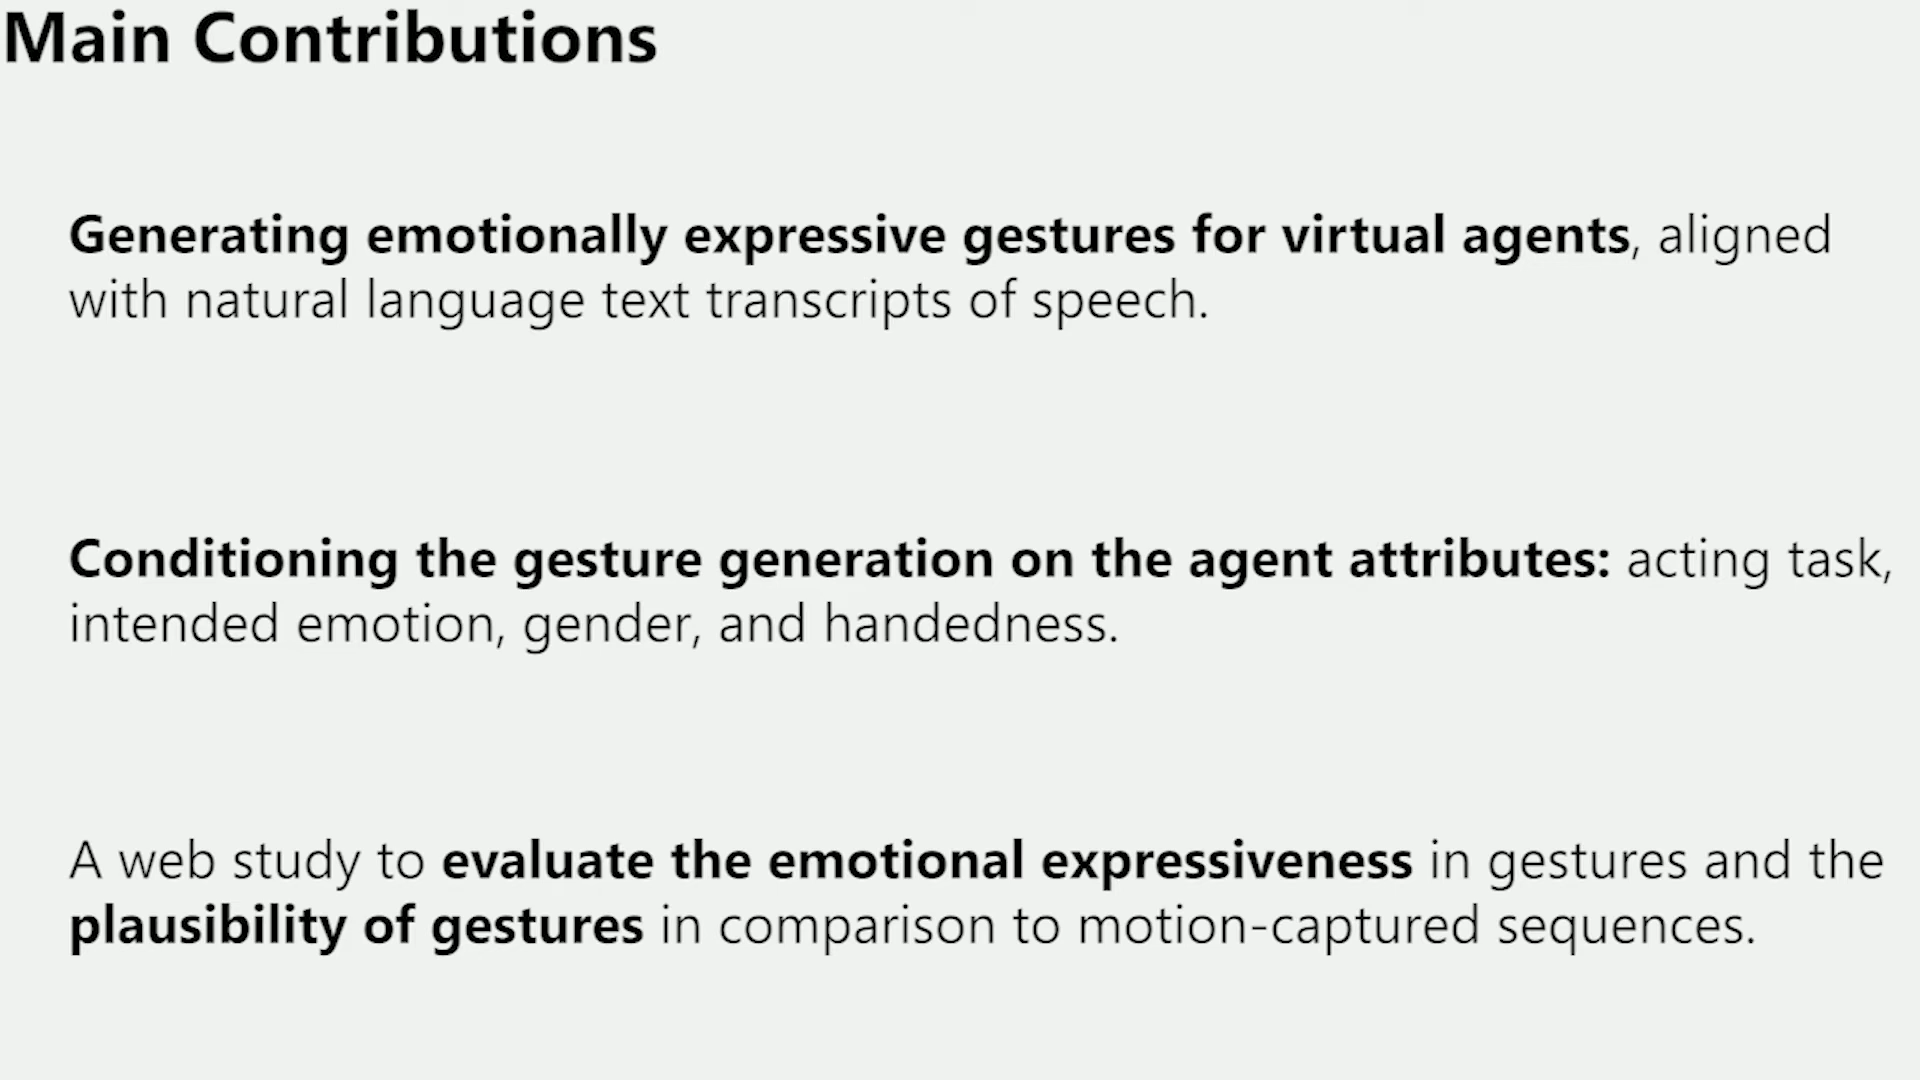 Main Contributions
Generating emotionally expressive gestures for virtual agents, aligned
with natural language text transcripts of speech.
Conditioning the gesture generation on the agent attributes: acting task,
intended emotion, gender, and handedness.
A web study to evaluate the emotional expressiveness in gestures and the
plausibility of gestures in comparison to motion-captured sequences.